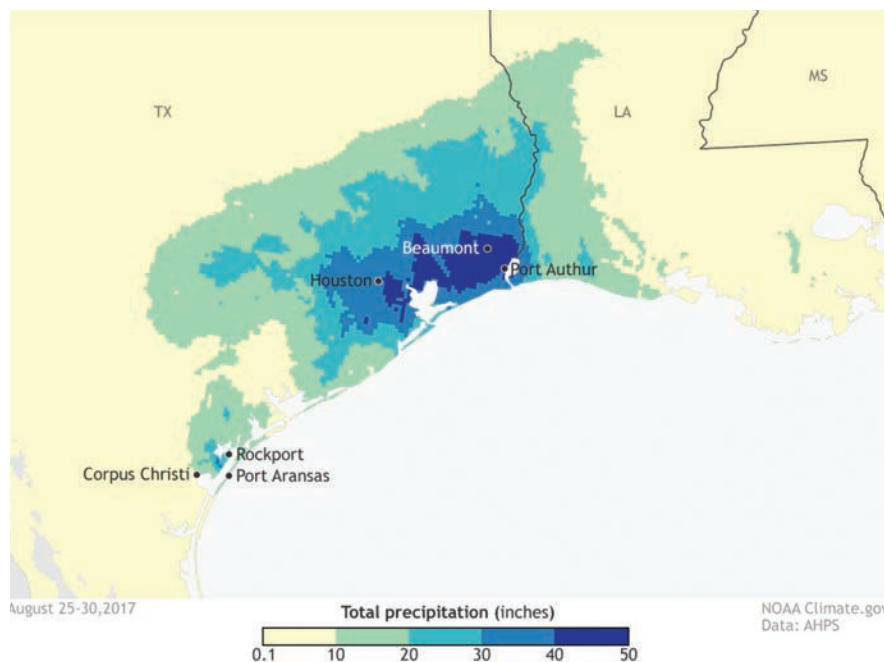 TX
LA
MS
Beaumont
Houston
Port Authur
Rockport
Corpus Christi
Port Aransas
August 25-30,2017
Total precipitation (inches)
NOAA Climate.gov
Data: AHPS
0.1 10 20 30 40 50